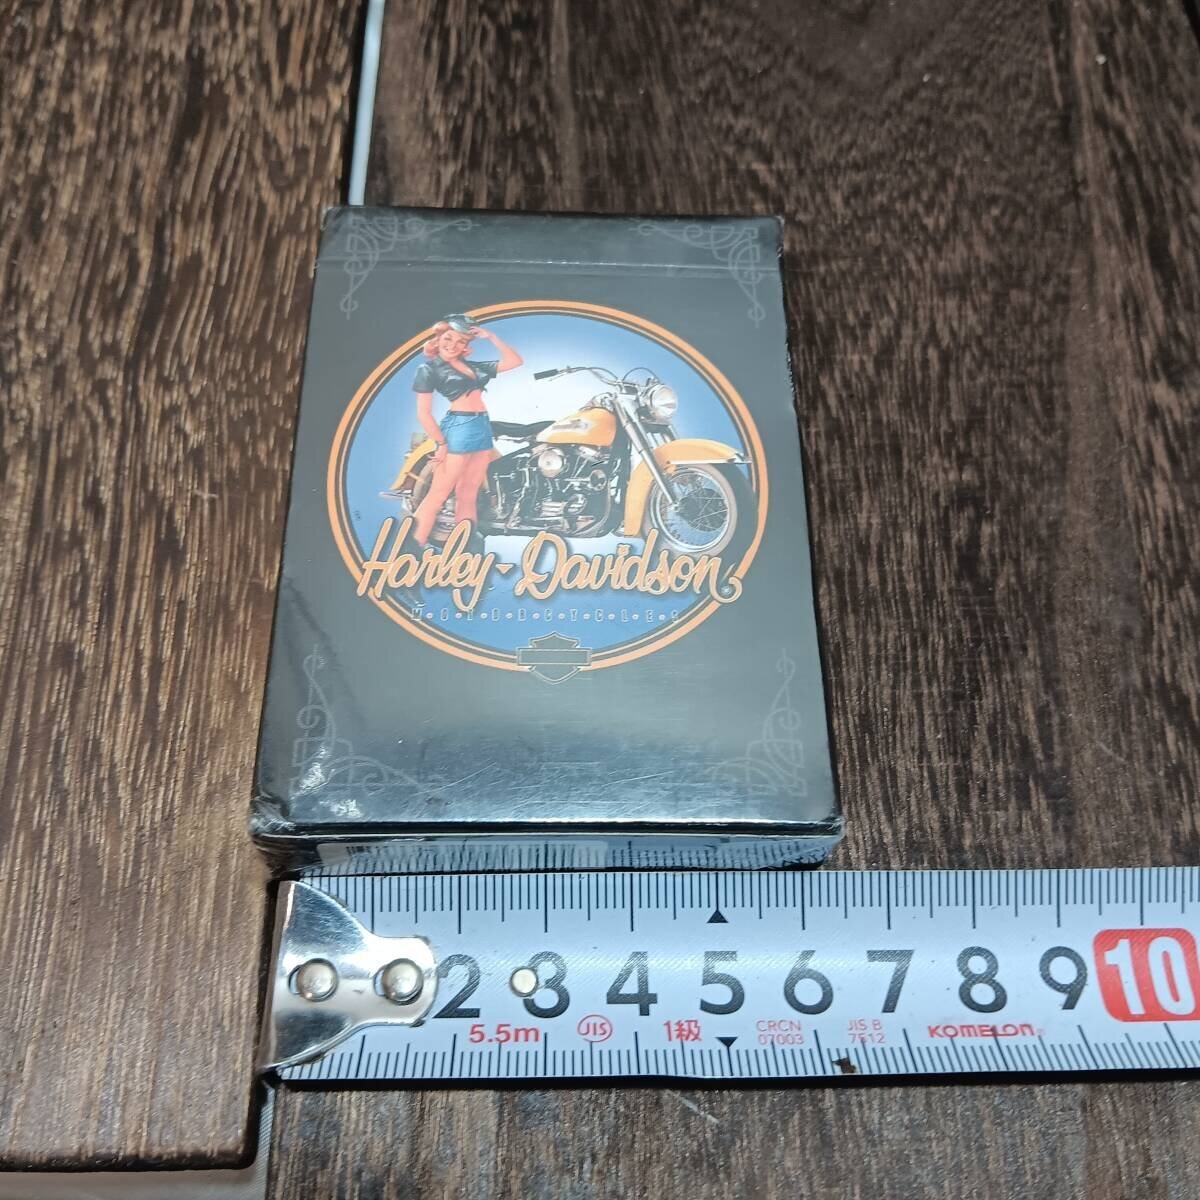 Harley-Davidson
MOTORCYCLES
2 3 4 5 6 7 8 9 10
5.5m JIS 1級 CRCN 07003 JIS B 7512 KOMELON